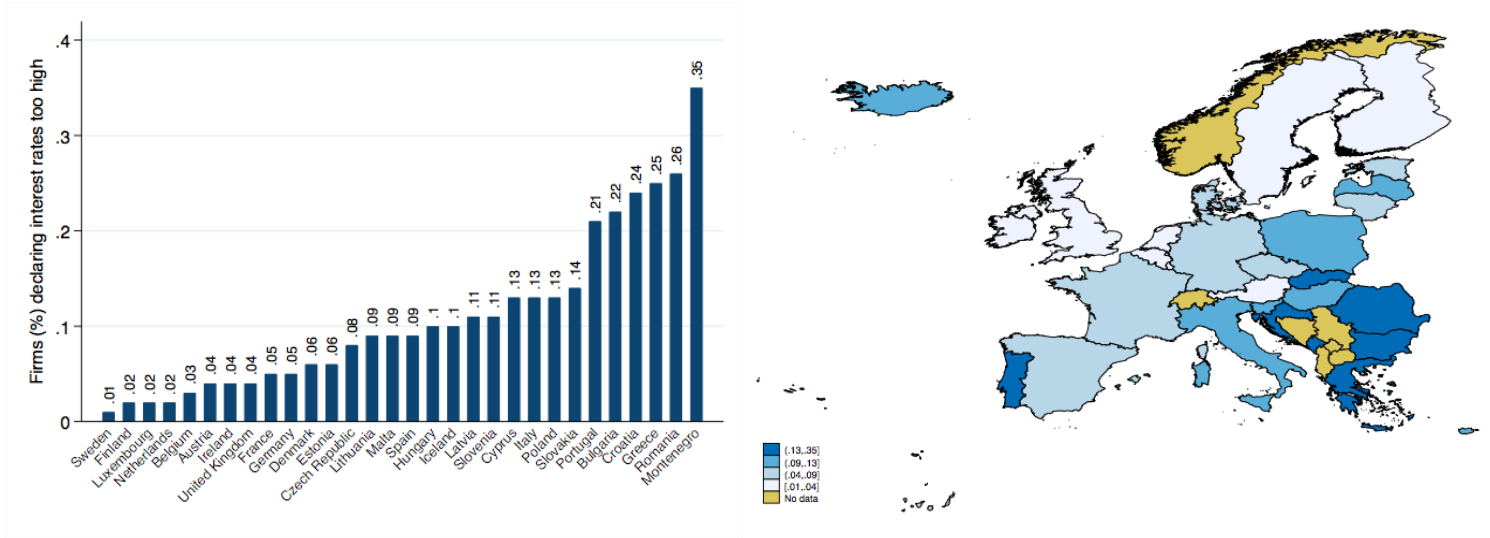 Firms (%) declaring interest rates too high
.4
.3
.2
.1
0
.01
.02
.02
.02
.03
.04
.04
.04
.05
.05
.06
.06
.08
.09
.09
.09
.1
.1
.11
.11
.13
.13
.13
.14
.21
.22
.24
.25
.26
.35
Sweden
Finland
Luxembourg
Netherlands
Belgium
Austria
Ireland
United Kingdom
France
Germany
Denmark
Estonia
Czech Republic
Lithuania
Malta
Spain
Hungary
Iceland
Latvia
Slovenia
Cyprus
Italy
Poland
Slovakia
Portugal
Bulgaria
Croatia
Greece
Romania
Montenegro
(.13,.35]
(.09,.13]
(.04,.09]
[.01,.04]
No data